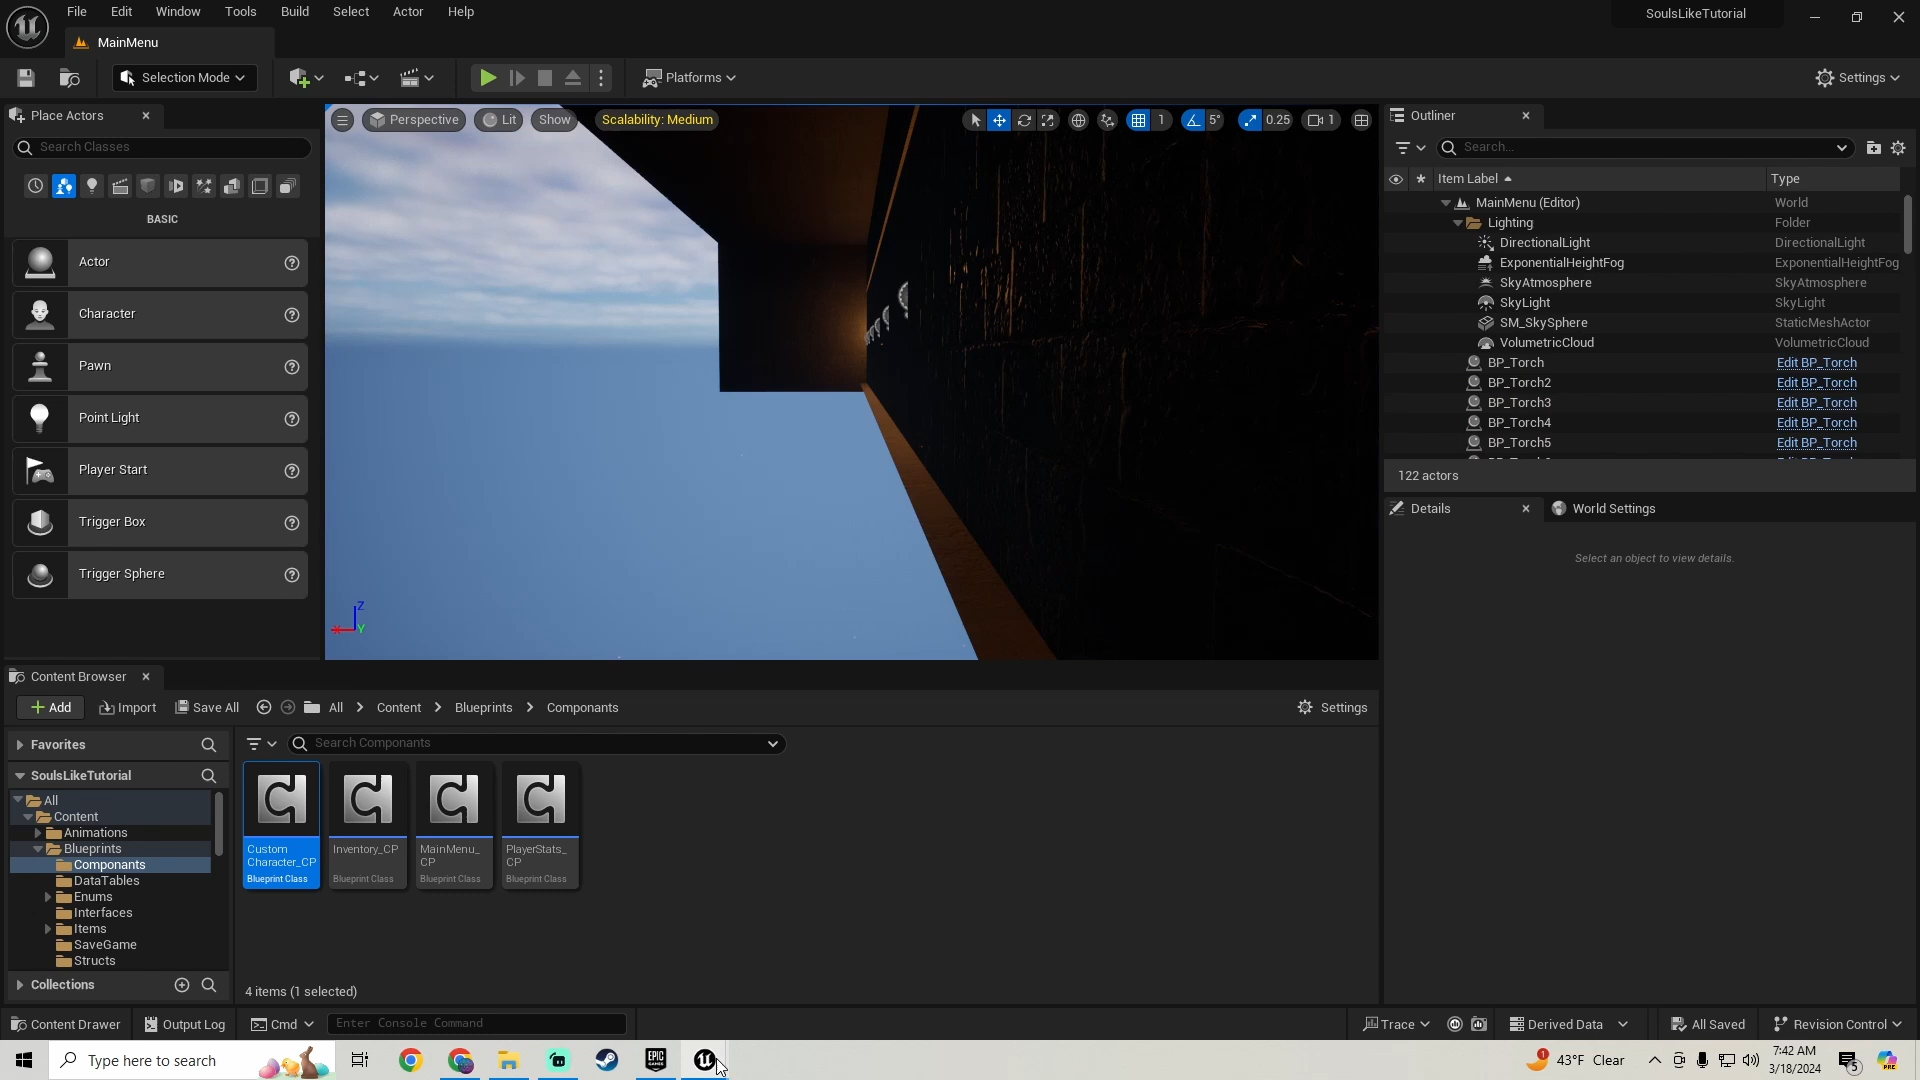 File Edit Window Tools Build Select Actor Help
SoulsLikeTutorial
MainMenu
Selection Mode
Platforms
Settings
Place Actors
Search Classes
BASIC
Actor
Character
Pawn
Point Light
Player Start
Trigger Box
Trigger Sphere
Perspective Lit Show Scalability: Medium
1 5° 0.25 1
Z
X Y
Outliner
Search...
Item Label Type
MainMenu (Editor) World
Lighting Folder
DirectionalLight DirectionalLight
ExponentialHeightFog ExponentialHeightFog
SkyAtmosphere SkyAtmosphere
SkyLight SkyLight
SM_SkySphere StaticMeshActor
VolumetricCloud VolumetricCloud
BP_Torch Edit BP_Torch
BP_Torch2 Edit BP_Torch
BP_Torch3 Edit BP_Torch
BP_Torch4 Edit BP_Torch
BP_Torch5 Edit BP_Torch
122 actors
Details World Settings
Select an object to view details.
Content Browser
Add Import Save All All > Content > Blueprints > Componants
Settings
Favorites
SoulsLikeTutorial
All
Content
Animations
Blueprints
Componants
DataTables
Enums
Interfaces
Items
SaveGame
Structs
Collections
Search Componants
Custom
Character_CP
Blueprint Class
Inventory_CP
Blueprint Class
MainMenu_
CP
Blueprint Class
PlayerStats_
CP
Blueprint Class
4 items (1 selected)
Content Drawer Output Log Cmd Enter Console Command
Trace Derived Data All Saved Revision Control
Type here to search
EPIC
GAMES
1
43°F Clear
7:42 AM
3/18/2024
5
PRE